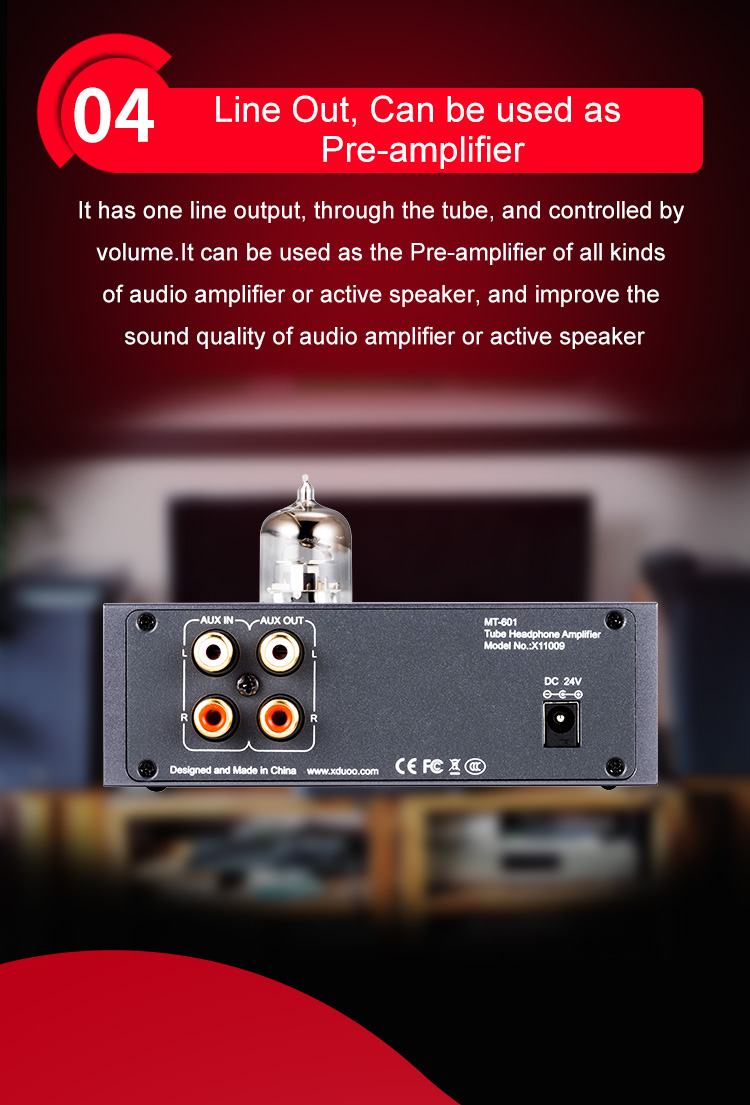 04
Line Out, Can be used as
Pre-amplifier
It has one line output, through the tube, and controlled by
volume.It can be used as the Pre-amplifier of all kinds
of audio amplifier or active speaker, and improve the
sound quality of audio amplifier or active speaker
AUX IN AUX OUT
L L
R R
MT-601
Tube Headphone Amplifier
Model No.:X11009
DC 24V
Designed and Made in China www.xduoo.com
CE FC CCC